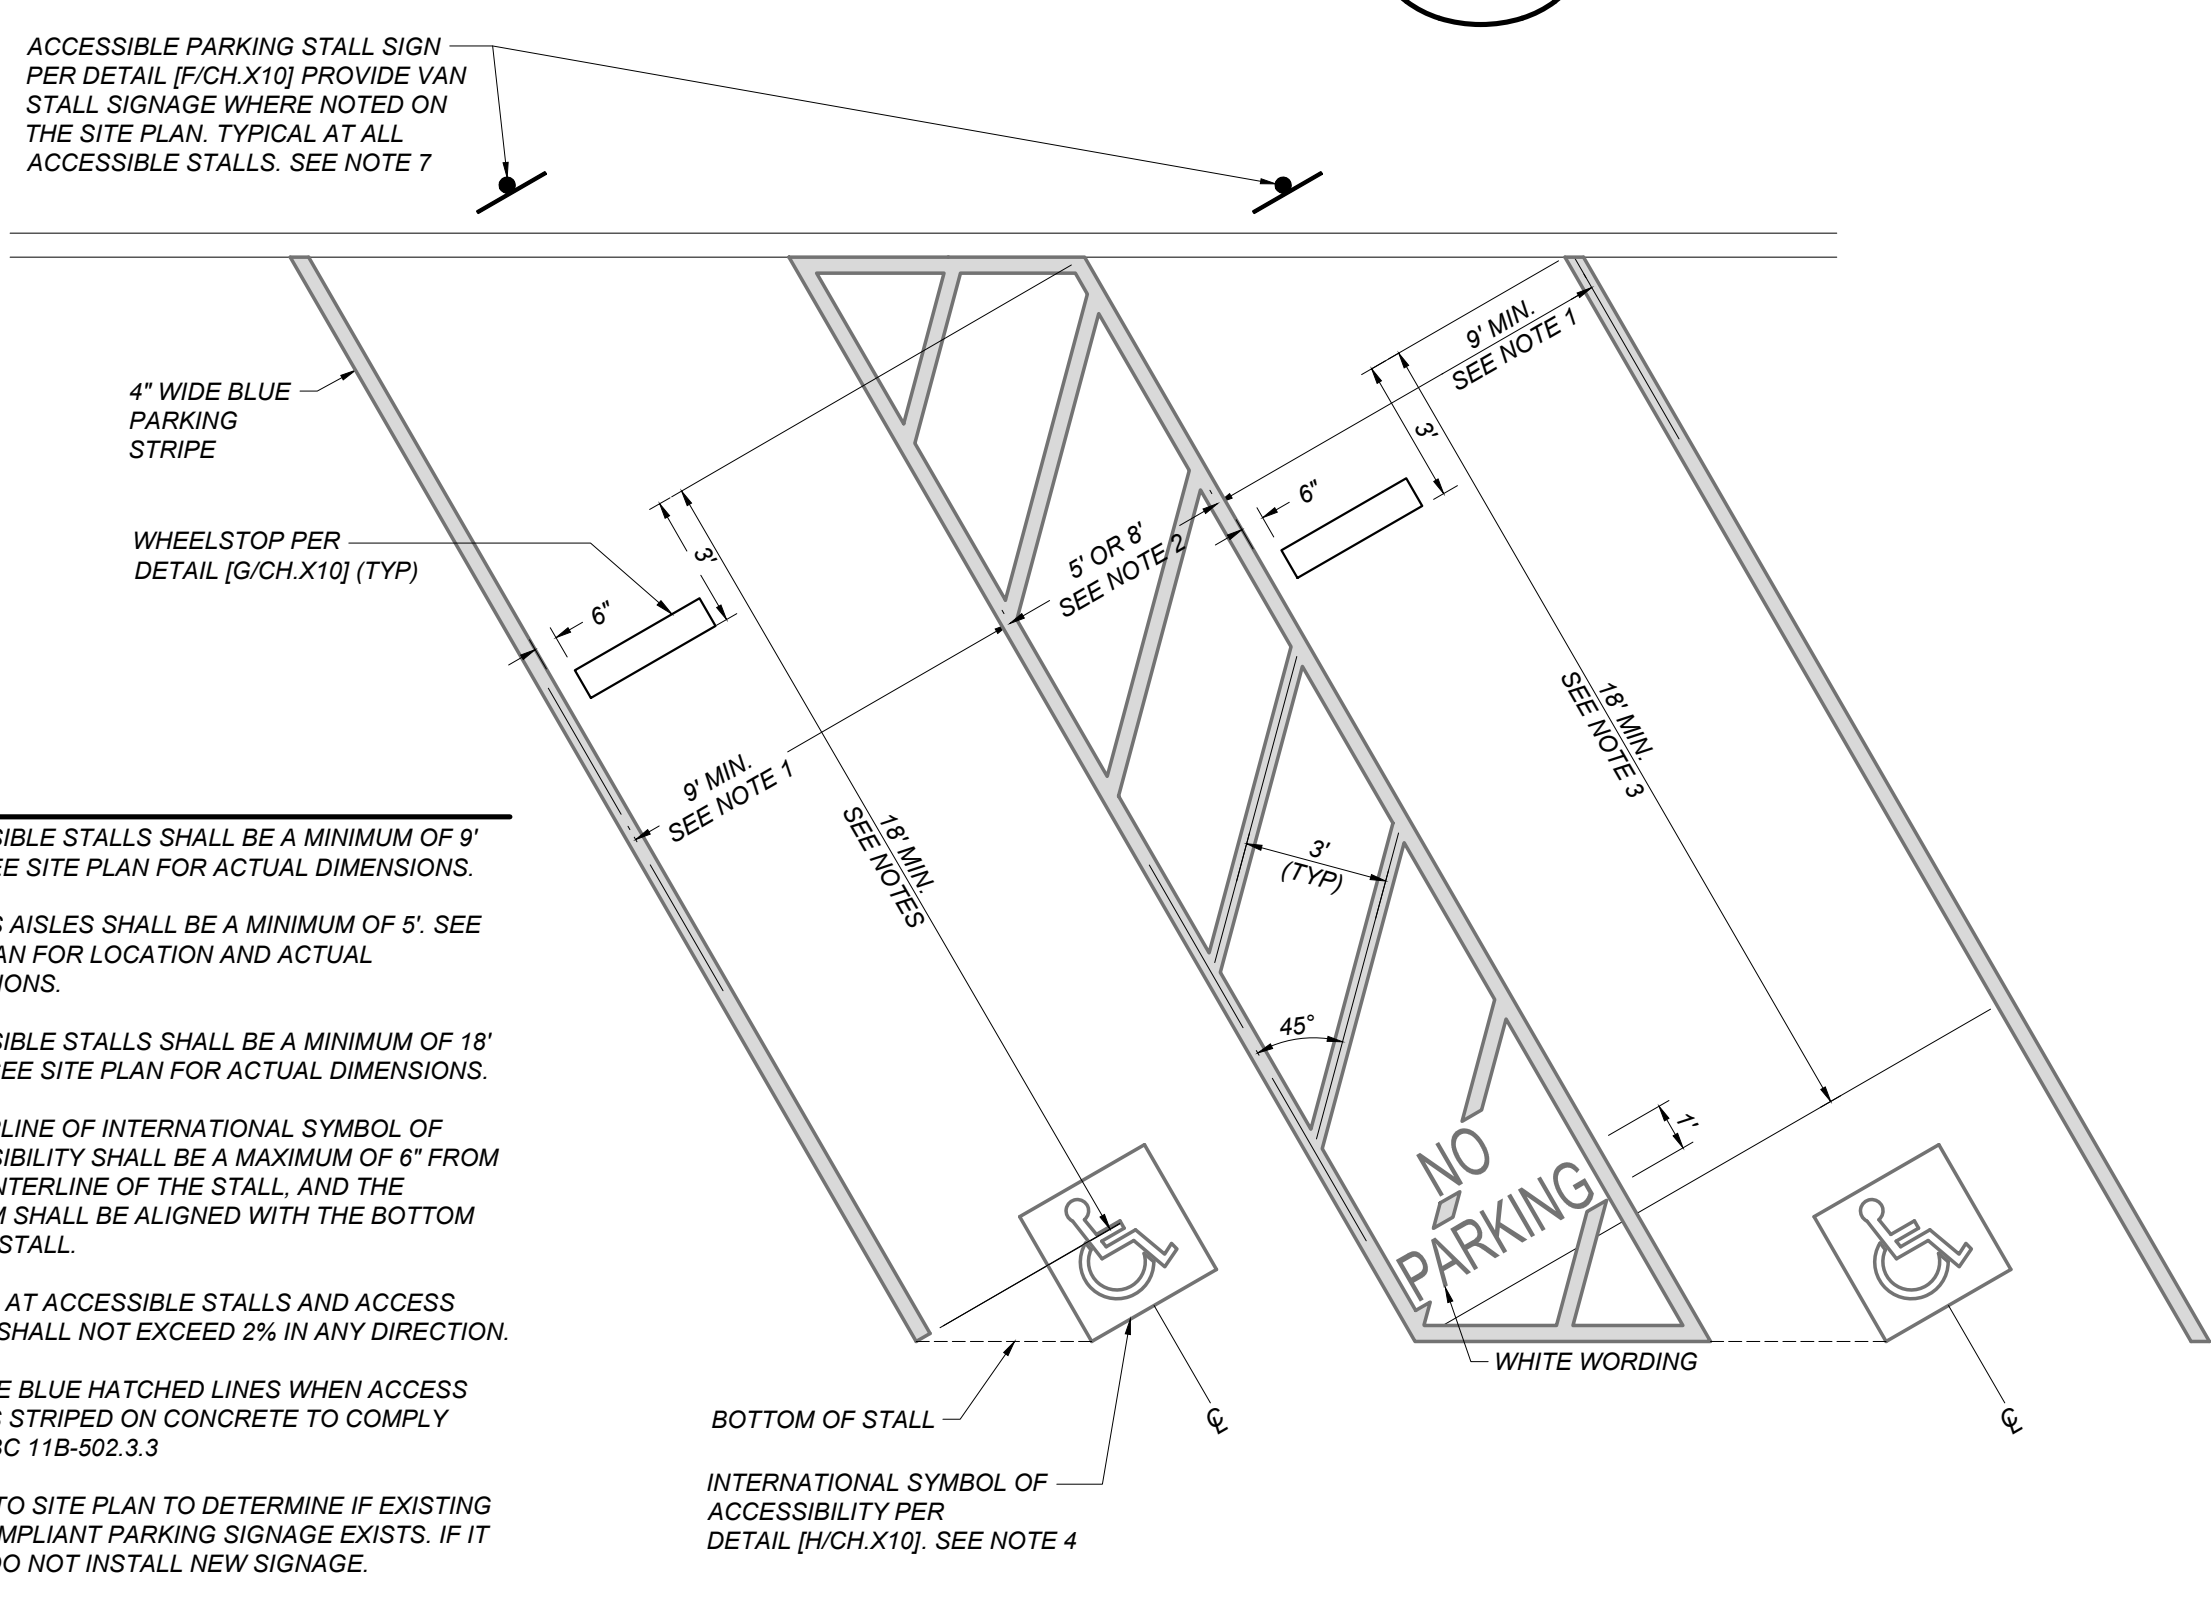 ACCESSIBLE PARKING STALL SIGN
PER DETAIL [F/CH.X10] PROVIDE VAN
STALL SIGNAGE WHERE NOTED ON
THE SITE PLAN. TYPICAL AT ALL
ACCESSIBLE STALLS. SEE NOTE 7
4" WIDE BLUE
PARKING
STRIPE
WHEELSTOP PER
DETAIL [G/CH.X10] (TYP)
6"
3'
9' MIN.
SEE NOTE 1
18' MIN.
SEE NOTES
5' OR 8'
SEE NOTE 2
9' MIN.
SEE NOTE 1
3'
6"
18' MIN.
SEE NOTE 3
3'
(TYP)
45°
1'
NO
PARKING
WHITE WORDING
BOTTOM OF STALL
℄
℄
INTERNATIONAL SYMBOL OF
ACCESSIBILITY PER
DETAIL [H/CH.X10]. SEE NOTE 4
SIBLE STALLS SHALL BE A MINIMUM OF 9'
EE SITE PLAN FOR ACTUAL DIMENSIONS.
S AISLES SHALL BE A MINIMUM OF 5'. SEE
AN FOR LOCATION AND ACTUAL
IONS.
SIBLE STALLS SHALL BE A MINIMUM OF 18'
SEE SITE PLAN FOR ACTUAL DIMENSIONS.
RLINE OF INTERNATIONAL SYMBOL OF
SIBILITY SHALL BE A MAXIMUM OF 6" FROM
NTERLINE OF THE STALL, AND THE
M SHALL BE ALIGNED WITH THE BOTTOM
STALL.
AT ACCESSIBLE STALLS AND ACCESS
SHALL NOT EXCEED 2% IN ANY DIRECTION.
E BLUE HATCHED LINES WHEN ACCESS
S STRIPED ON CONCRETE TO COMPLY
BC 11B-502.3.3
TO SITE PLAN TO DETERMINE IF EXISTING
MPLIANT PARKING SIGNAGE EXISTS. IF IT
DO NOT INSTALL NEW SIGNAGE.